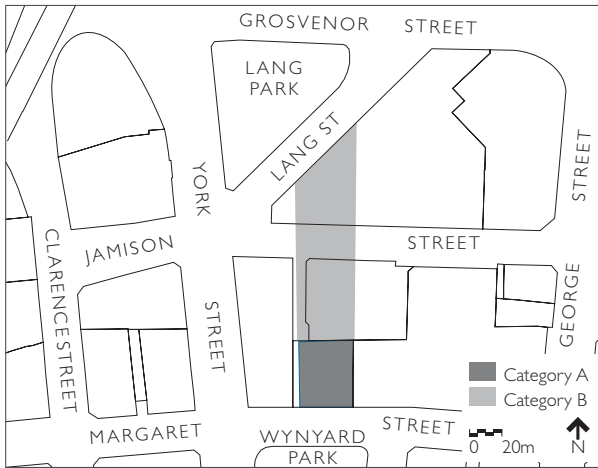 GROSVENOR STREET
LANG
PARK
LANG ST
YORK
STREET
STREET
CLARENCE STREET
JAMISON
STREET
GEORGE
STREET
MARGARET
STREET
WYNYARD
PARK
Category A
Category B
0 20m
N